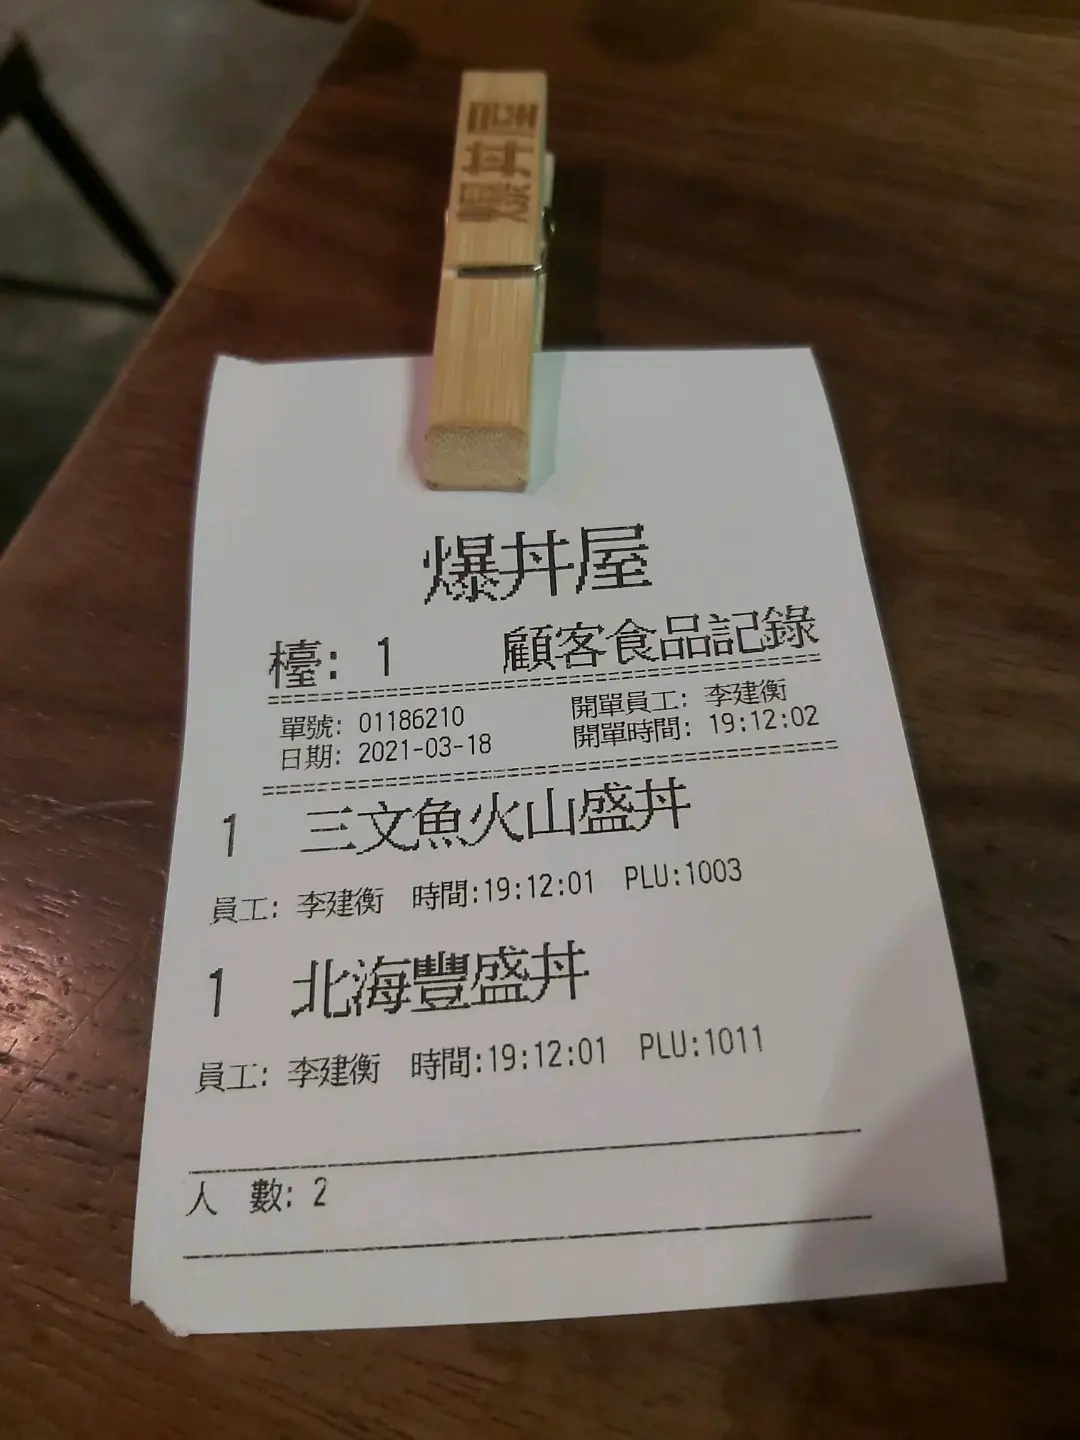 爆丼屋
爆丼屋
檯: 1 顧客食品記錄
單號: 01186210 開單員工: 李建衡
日期: 2021-03-18 開單時間: 19:12:02
1 三文魚火山盛丼
員工: 李建衡 時間:19:12:01 PLU:1003
1 北海豐盛丼
員工: 李建衡 時間:19:12:01 PLU:1011
人 數: 2